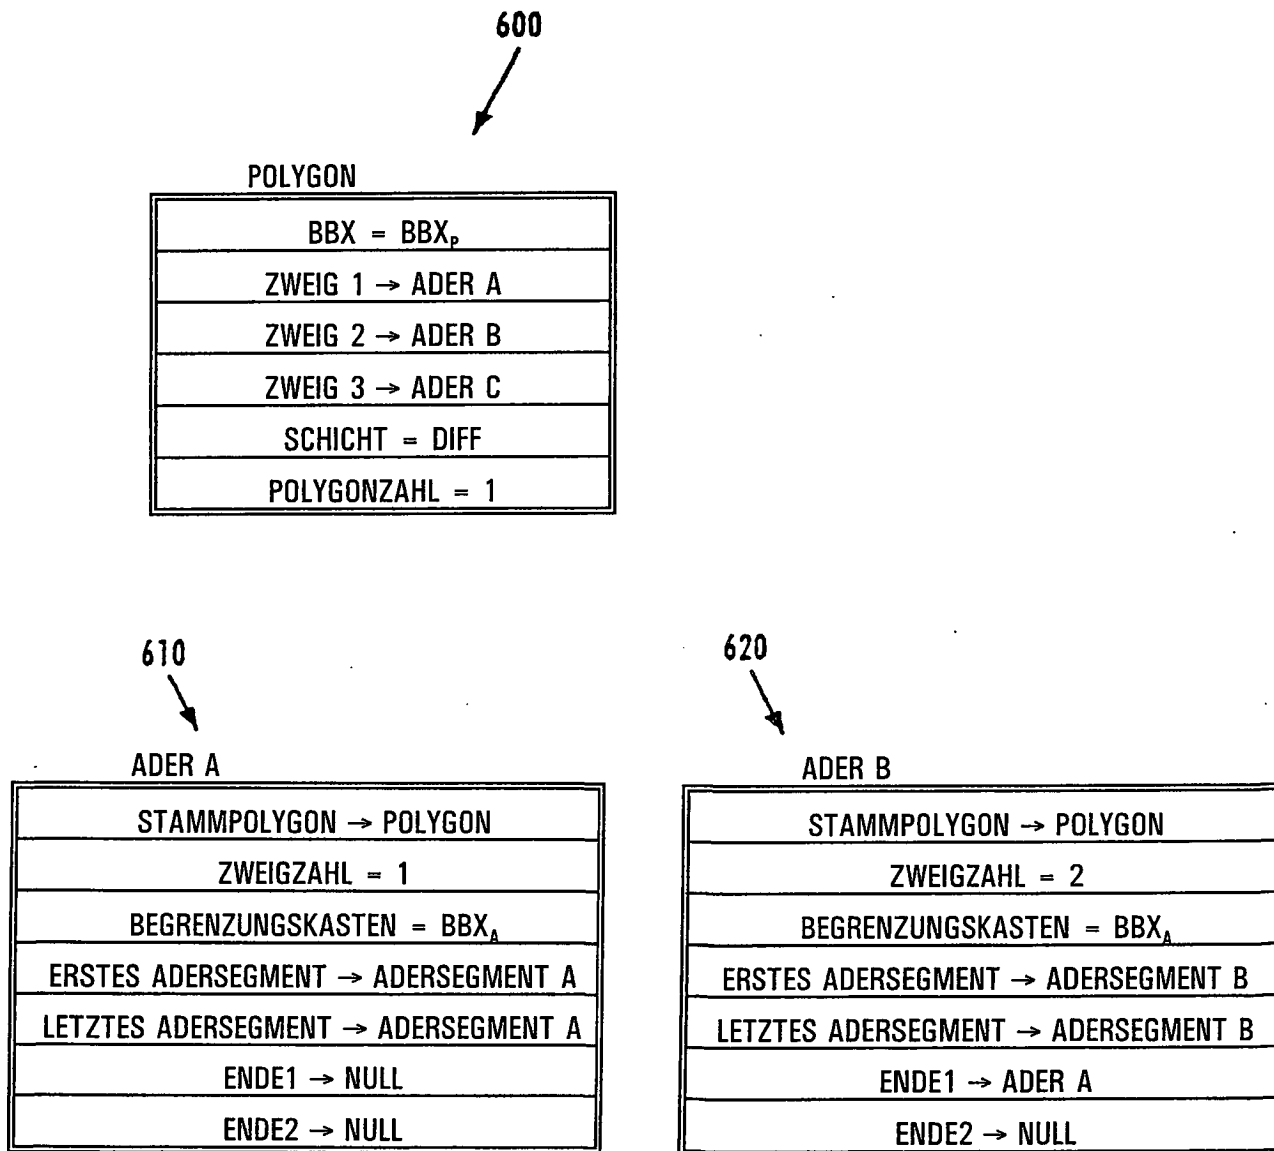 600
POLYGON
BBX = BBXₚ
ZWEIG 1 → ADER A
ZWEIG 2 → ADER B
ZWEIG 3 → ADER C
SCHICHT = DIFF
POLYGONZAHL = 1
610
ADER A
STAMMPOLYGON → POLYGON
ZWEIGZAHL = 1
BEGRENZUNGSKASTEN = BBX_A
ERSTES ADERSEGMENT → ADERSEGMENT A
LETZTES ADERSEGMENT → ADERSEGMENT A
ENDE1 → NULL
ENDE2 → NULL
620
ADER B
STAMMPOLYGON → POLYGON
ZWEIGZAHL = 2
BEGRENZUNGSKASTEN = BBX_A
ERSTES ADERSEGMENT → ADERSEGMENT B
LETZTES ADERSEGMENT → ADERSEGMENT B
ENDE1 → ADER A
ENDE2 → NULL